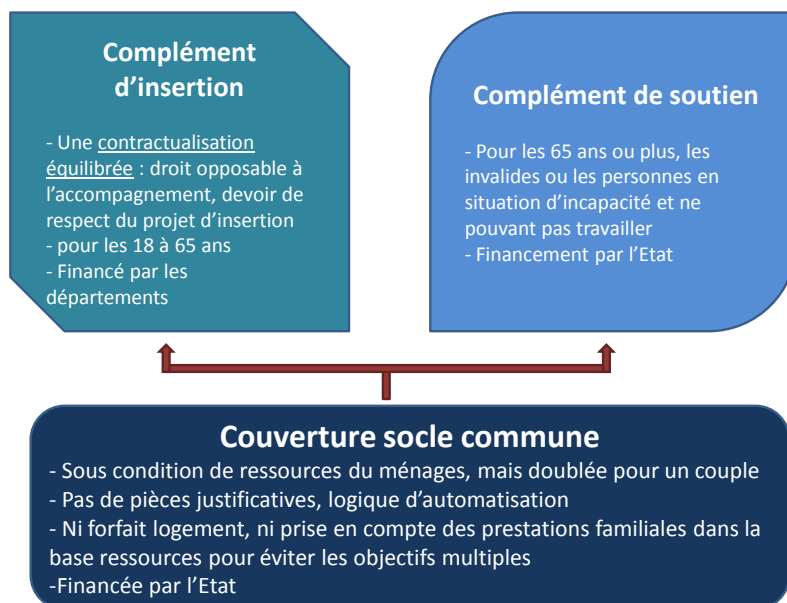 Complément
d'insertion
- Une contractualisation
équilibrée : droit opposable à
l'accompagnement, devoir de
respect du projet d'insertion
- pour les 18 à 65 ans
- Financé par les
départements
Complément de soutien
- Pour les 65 ans ou plus, les
invalides ou les personnes en
situation d'incapacité et ne
pouvant pas travailler
- Financement par l'Etat
Couverture socle commune
- Sous condition de ressources du ménages, mais doublée pour un couple
- Pas de pièces justificatives, logique d'automatisation
- Ni forfait logement, ni prise en compte des prestations familiales dans la
base ressources pour éviter les objectifs multiples
-Financée par l'Etat